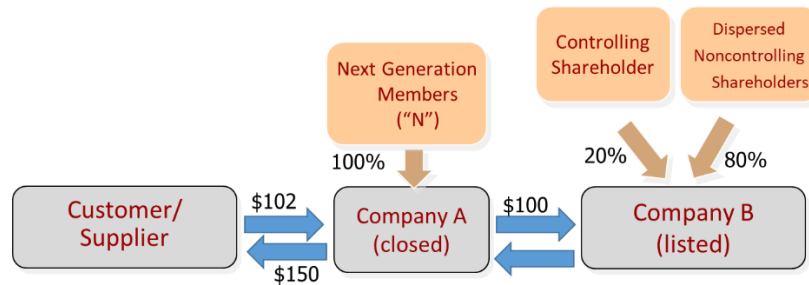 Next Generation
Members
("N")
Controlling
Shareholder
Dispersed
Noncontrolling
Shareholders
100%
20%
80%
Customer/
Supplier
$102
$150
Company A
(closed)
$100
Company B
(listed)